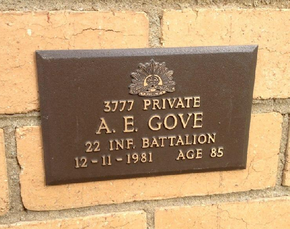 3777 PRIVATE
A. E. GOVE
22 INF. BATTALION
12-11-1981 AGE 85